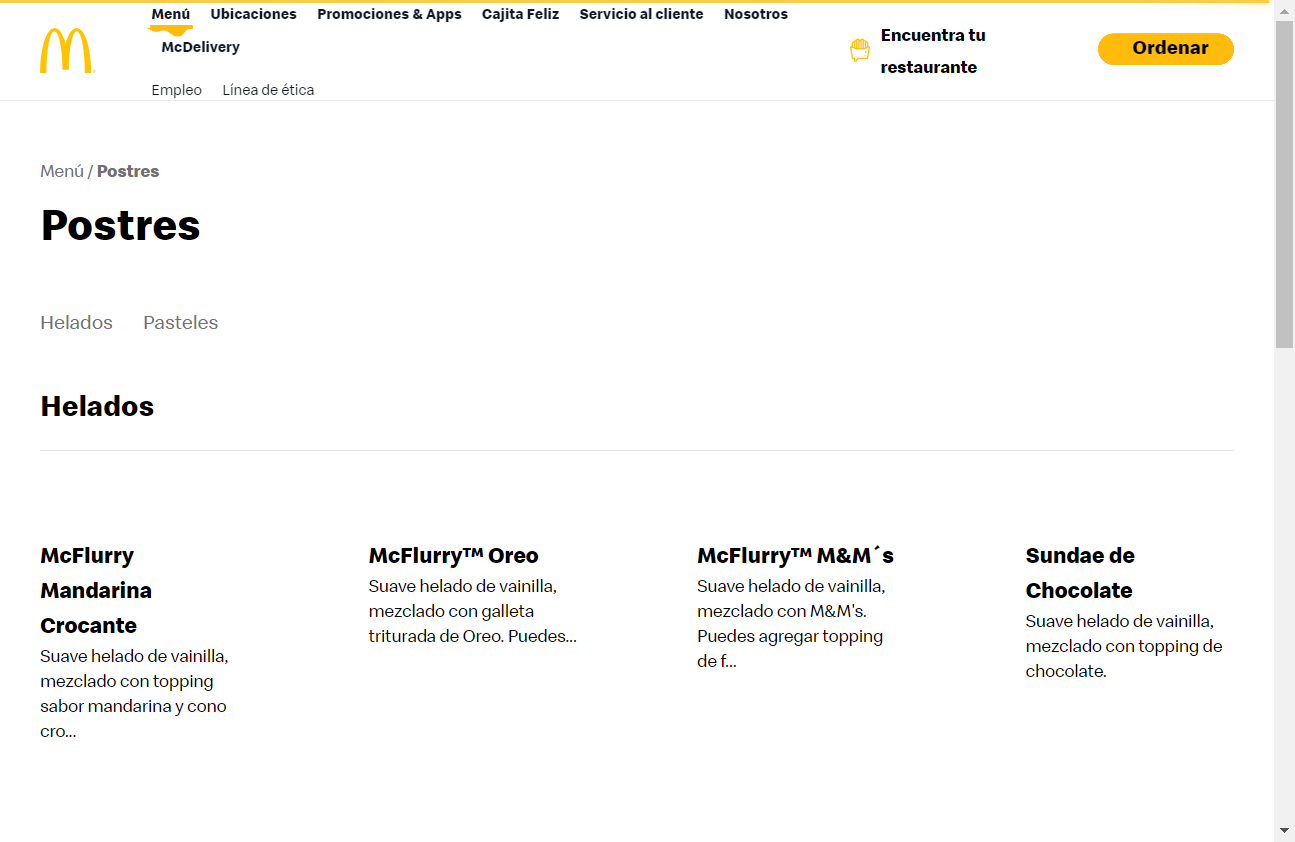 Menú Ubicaciones Promociones & Apps Cajita Feliz Servicio al cliente Nosotros
McDelivery
Empleo Línea de ética
Encuentra tu
restaurante
Ordenar
Menú / Postres
Postres
Helados Pasteles
Helados
McFlurry
Mandarina
Crocante
Suave helado de vainilla,
mezclado con topping
sabor mandarina y cono
cro...
McFlurry™ Oreo
Suave helado de vainilla,
mezclado con galleta
triturada de Oreo. Puedes...
McFlurry™ M&M´s
Suave helado de vainilla,
mezclado con M&M's.
Puedes agregar topping
de f...
Sundae de
Chocolate
Suave helado de vainilla,
mezclado con topping de
chocolate.